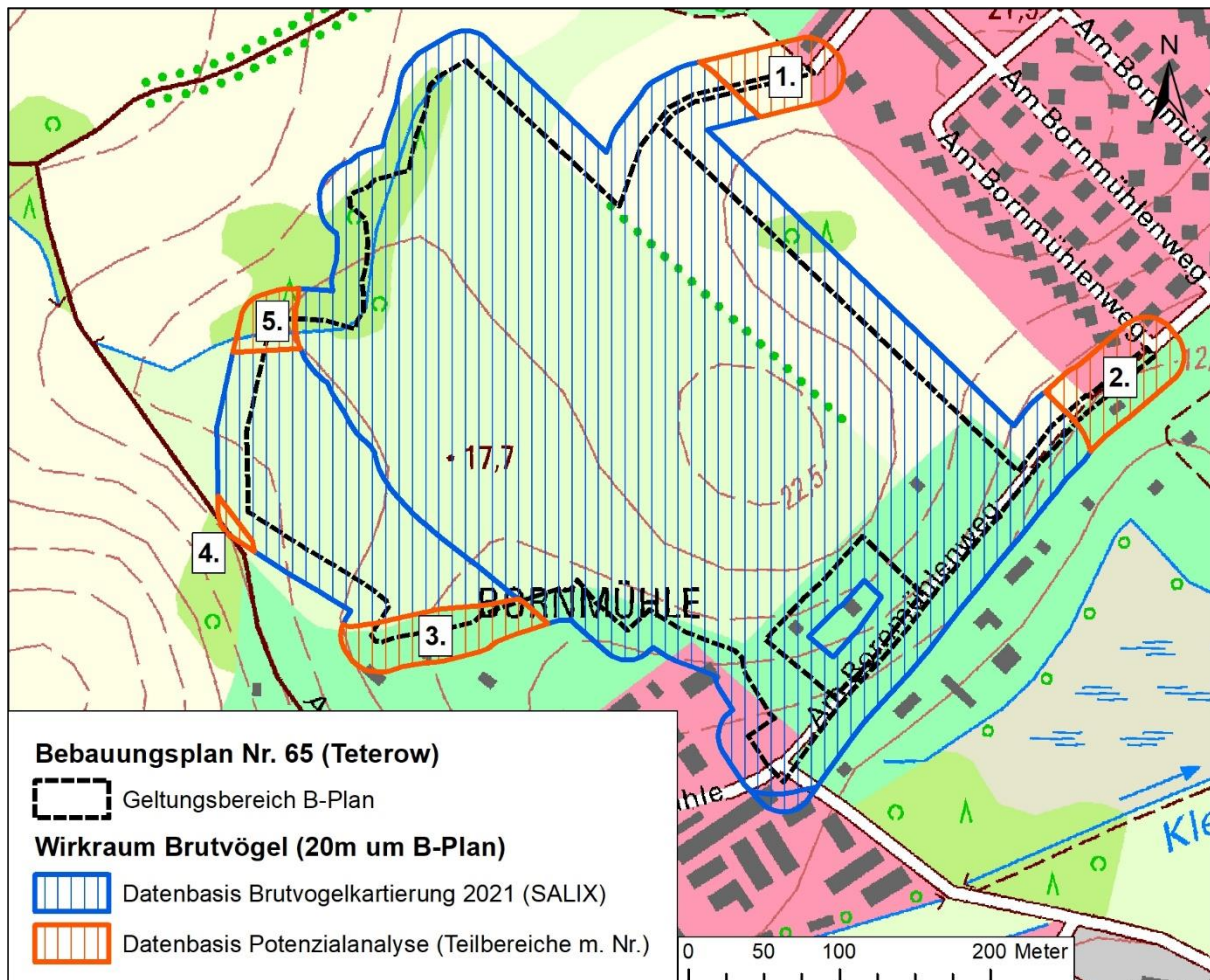 N
Am Bornmühlenweg
Am Bornmühlenweg
1.
2.
5.
17,7
22,5
4.
BORNMÜHLE
3.
Am Bornmühlenweg
Bebauungsplan Nr. 65 (Teterow)
Geltungsbereich B-Plan
Wirkraum Brutvögel (20m um B-Plan)
Datenbasis Brutvogelkartierung 2021 (SALIX)
Datenbasis Potenzialanalyse (Teilbereiche m. Nr.)
0 50 100 200 Meter